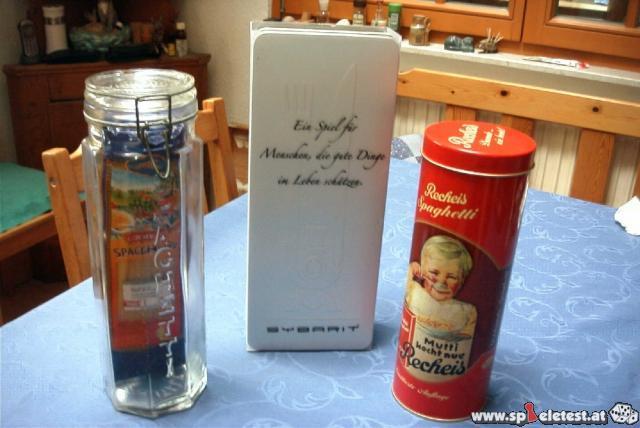 Ein Spiel für
Menschen, die gute Dinge
im Leben schätzen.
SYBARIT
Recheis
Recheis
Spaghetti
Mutti
kocht nur
Recheis
www.spieletest.at